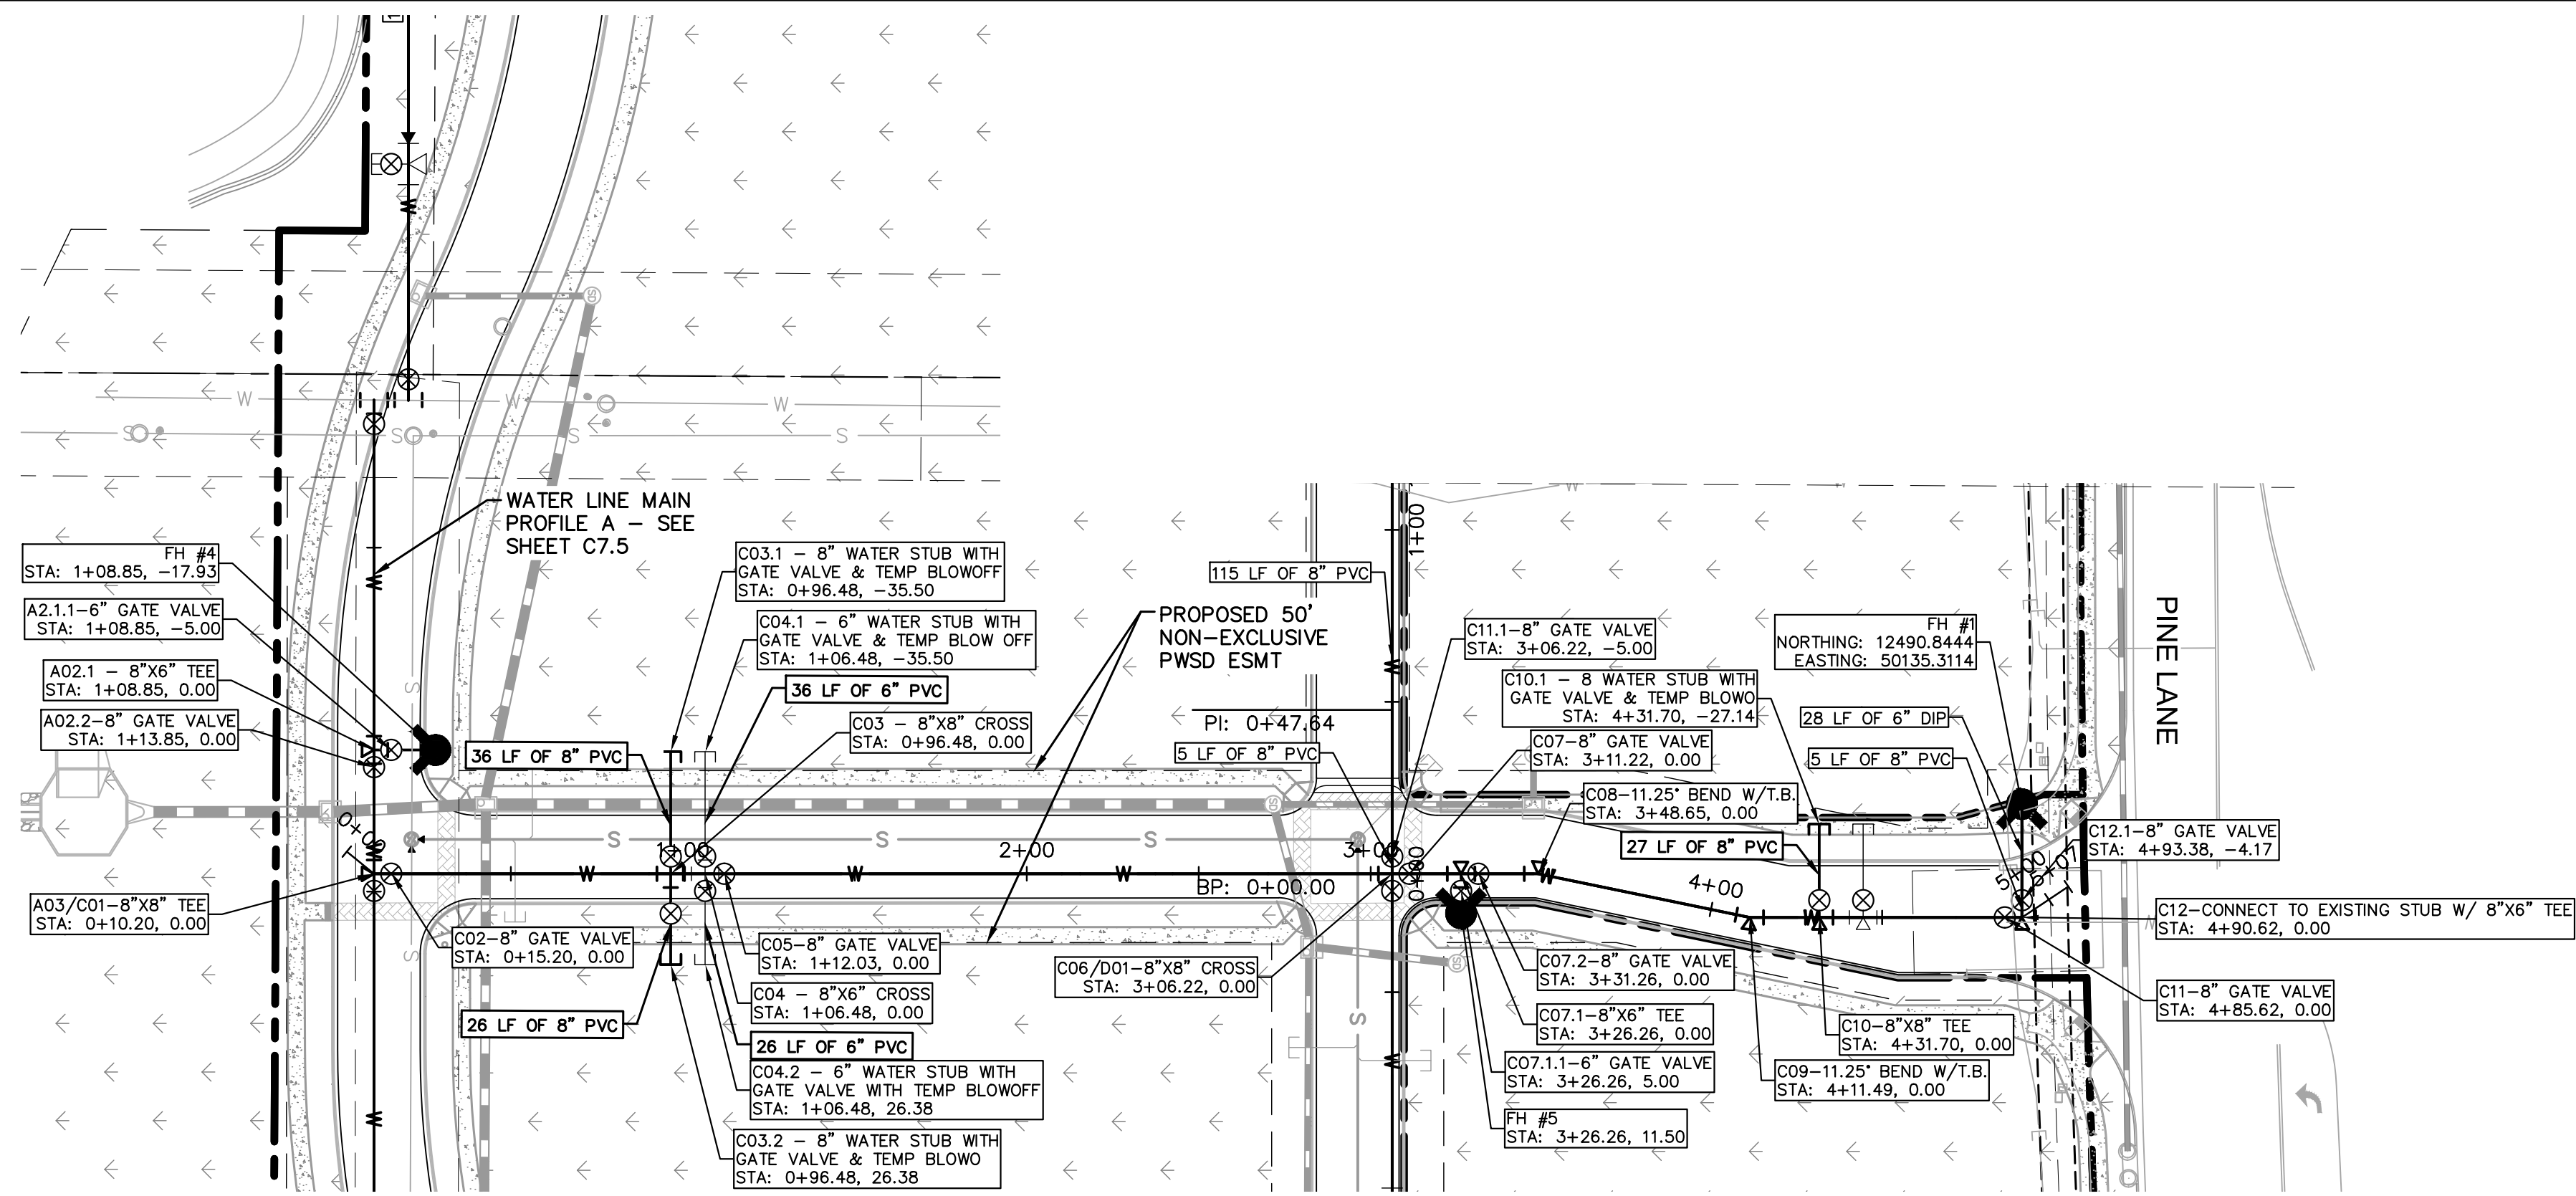 WATER LINE MAIN
PROFILE A – SEE
SHEET C7.5
FH #4
STA: 1+08.85, -17.93
A2.1.1-6" GATE VALVE
STA: 1+08.85, -5.00
A02.1 – 8"X6" TEE
STA: 1+08.85, 0.00
A02.2-8" GATE VALVE
STA: 1+13.85, 0.00
A03/C01-8"X8" TEE
STA: 0+10.20, 0.00
C03.1 – 8" WATER STUB WITH
GATE VALVE & TEMP BLOWOFF
STA: 0+96.48, -35.50
C04.1 – 6" WATER STUB WITH
GATE VALVE & TEMP BLOW OFF
STA: 1+06.48, -35.50
36 LF OF 6" PVC
C03 – 8"X8" CROSS
STA: 0+96.48, 0.00
36 LF OF 8" PVC
PROPOSED 50'
NON-EXCLUSIVE
PWSD ESMT
115 LF OF 8" PVC
1+00
PI: 0+47.64
5 LF OF 8" PVC
C11.1-8" GATE VALVE
STA: 3+06.22, -5.00
C10.1 – 8 WATER STUB WITH
GATE VALVE & TEMP BLOWO
STA: 4+31.70, -27.14
C07-8" GATE VALVE
STA: 3+11.22, 0.00
C08-11.25° BEND W/T.B.
STA: 3+48.65, 0.00
27 LF OF 8" PVC
FH #1
NORTHING: 12490.8444
EASTING: 50135.3114
28 LF OF 6" DIP
5 LF OF 8" PVC
PINE LANE
C12.1-8" GATE VALVE
STA: 4+93.38, -4.17
C12-CONNECT TO EXISTING STUB W/ 8"X6" TEE
STA: 4+90.62, 0.00
C11-8" GATE VALVE
STA: 4+85.62, 0.00
1+00
2+00
3+00
4+00
5+00
5+07
0+00
BP: 0+00.00
W W W W
W W W
S S S S
S S S
S S S
SD SD SD SD
C02-8" GATE VALVE
STA: 0+15.20, 0.00
C05-8" GATE VALVE
STA: 1+12.03, 0.00
C04 – 8"X6" CROSS
STA: 1+06.48, 0.00
26 LF OF 8" PVC
26 LF OF 6" PVC
C04.2 – 6" WATER STUB WITH
GATE VALVE WITH TEMP BLOWOFF
STA: 1+06.48, 26.38
C03.2 – 8" WATER STUB WITH
GATE VALVE & TEMP BLOWO
STA: 0+96.48, 26.38
C06/D01-8"X8" CROSS
STA: 3+06.22, 0.00
C07.2-8" GATE VALVE
STA: 3+31.26, 0.00
C07.1-8"X6" TEE
STA: 3+26.26, 0.00
C07.1.1-6" GATE VALVE
STA: 3+26.26, 5.00
FH #5
STA: 3+26.26, 11.50
C10-8"X8" TEE
STA: 4+31.70, 0.00
C09-11.25° BEND W/T.B.
STA: 4+11.49, 0.00